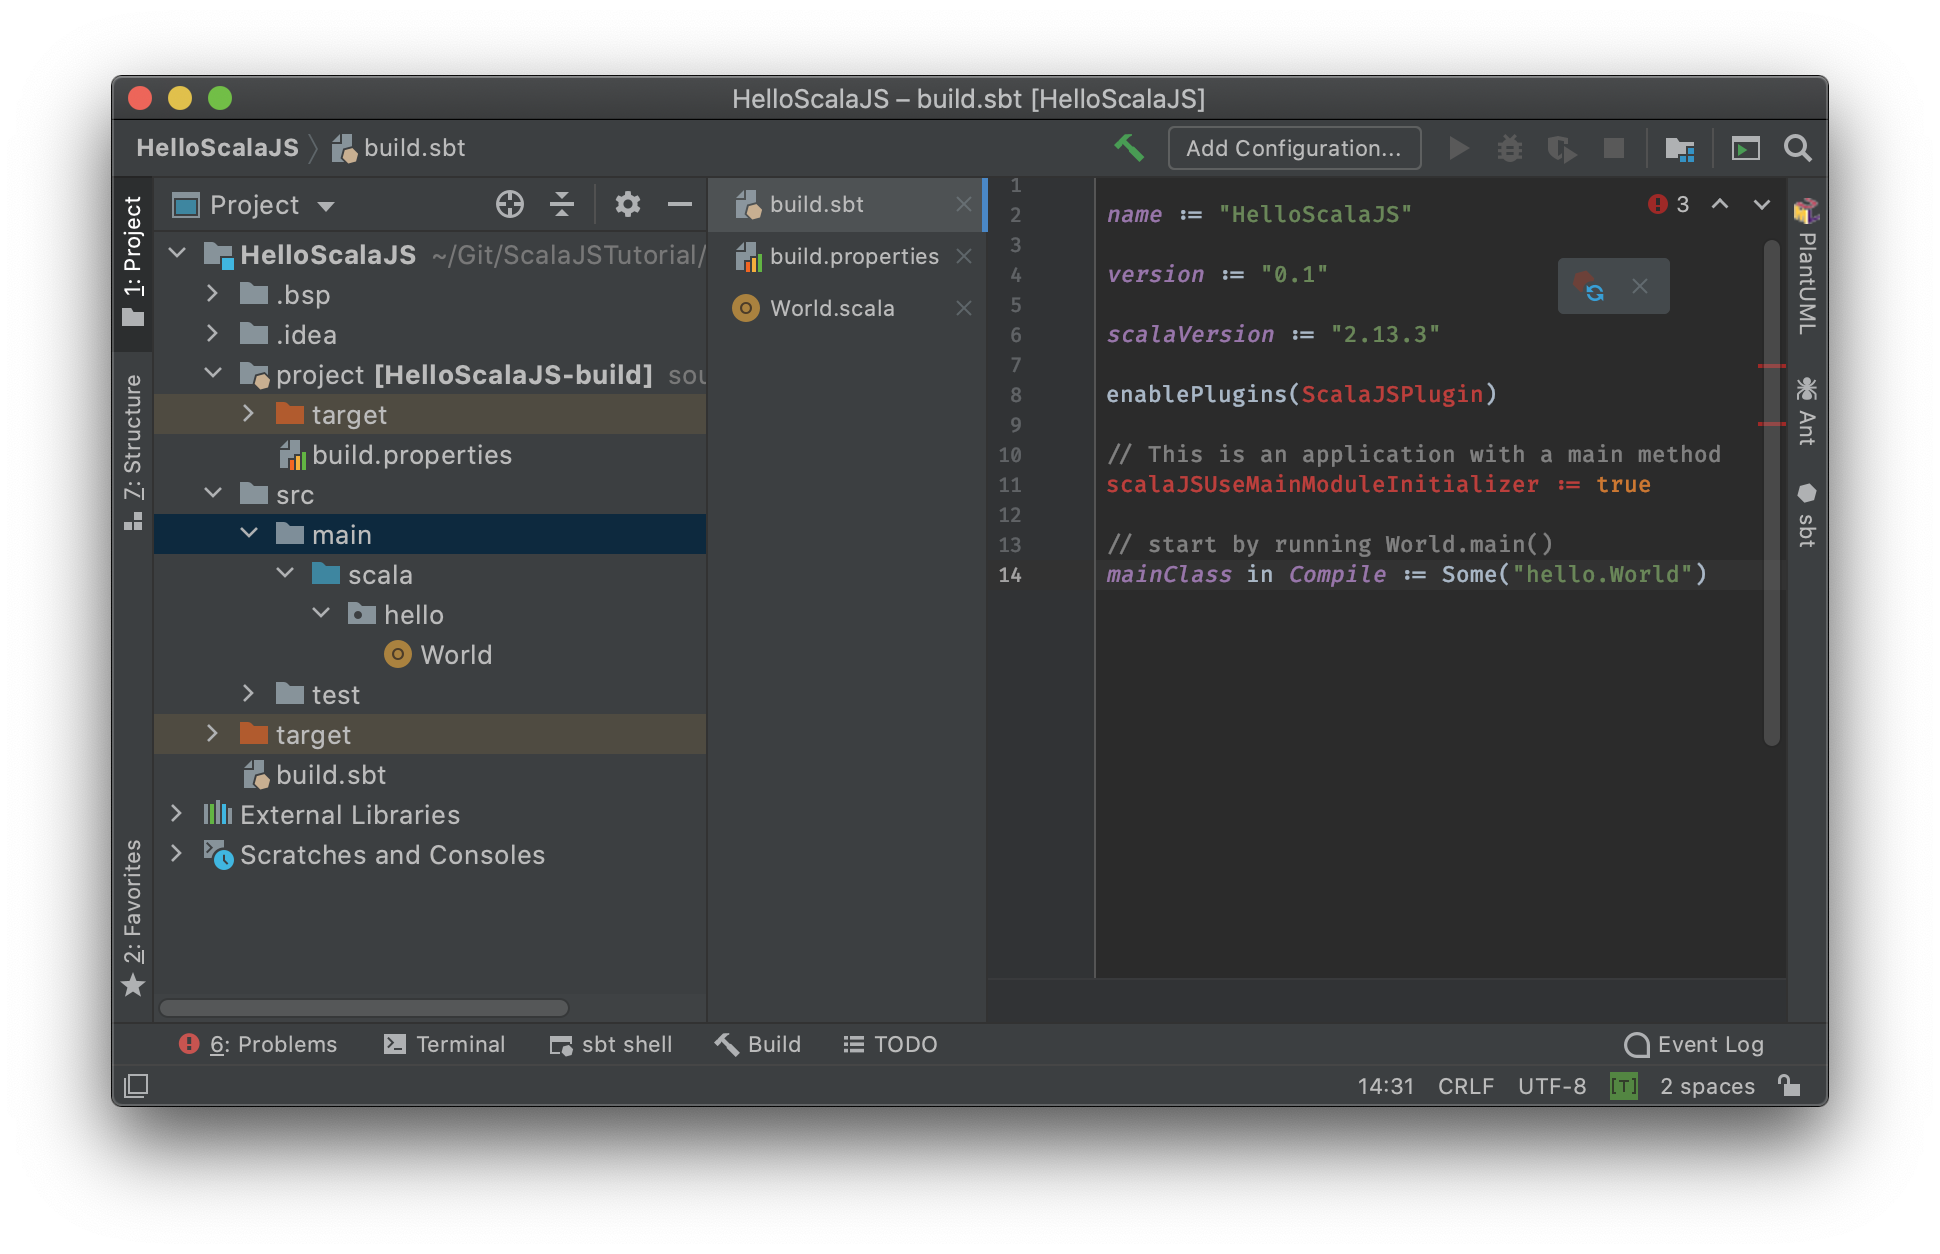 HelloScalaJS – build.sbt [HelloScalaJS]
HelloScalaJS build.sbt Add Configuration...
1: Project
7: Structure
2: Favorites
Project
HelloScalaJS ~/Git/ScalaJSTutorial/
.bsp
.idea
project [HelloScalaJS-build] sou
target
build.properties
src
main
scala
hello
World
test
target
build.sbt
External Libraries
Scratches and Consoles
build.sbt
build.properties
World.scala
3
1
2 name := "HelloScalaJS"
3
4 version := "0.1"
5
6 scalaVersion := "2.13.3"
7
8 enablePlugins(ScalaJSPlugin)
9
10 // This is an application with a main method
11 scalaJSUseMainModuleInitializer := true
12
13 // start by running World.main()
14 mainClass in Compile := Some("hello.World")
PlantUML
Ant
sbt
6: Problems Terminal sbt shell Build TODO Event Log
14:31 CRLF UTF-8 [T] 2 spaces